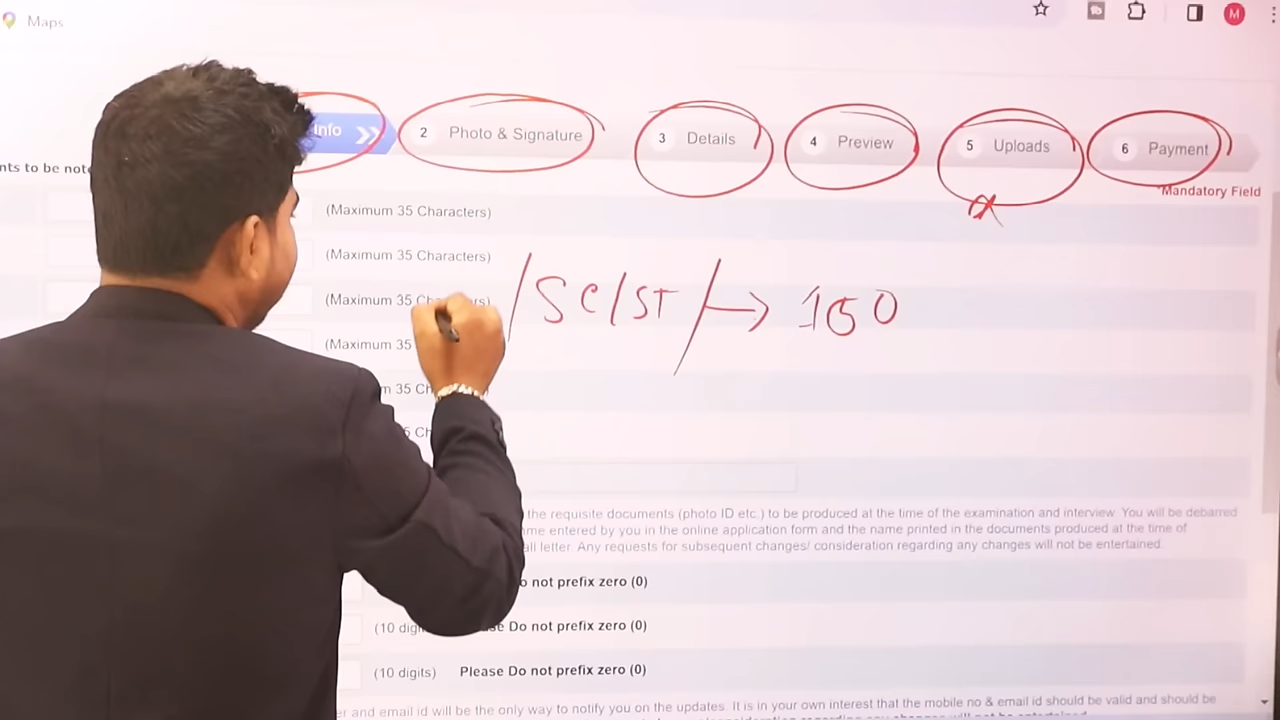 Maps
M
Info 2 Photo & Signature 3 Details 4 Preview 5 Uploads 6 Payment
nts to be not
*Mandatory Field
(Maximum 35 Characters)
(Maximum 35 Characters)
(Maximum 35
/SC/ST/→ 150
(Maximum 35
35
the requisite documents (photo ID etc.) to be produced at the time of the examination and interview. You will be debarred
entered by you in the online application form and the name printed in the documents produced at the time of
letter. Any requests for subsequent changes/ consideration regarding any changes will not be entertained.
not prefix zero (0)
(10 Do not prefix zero (0)
(10 digits) Please Do not prefix zero (0)
and email id will be the only way to notify you on the updates. It is in your own interest that the mobile no & email id should be valid and should be